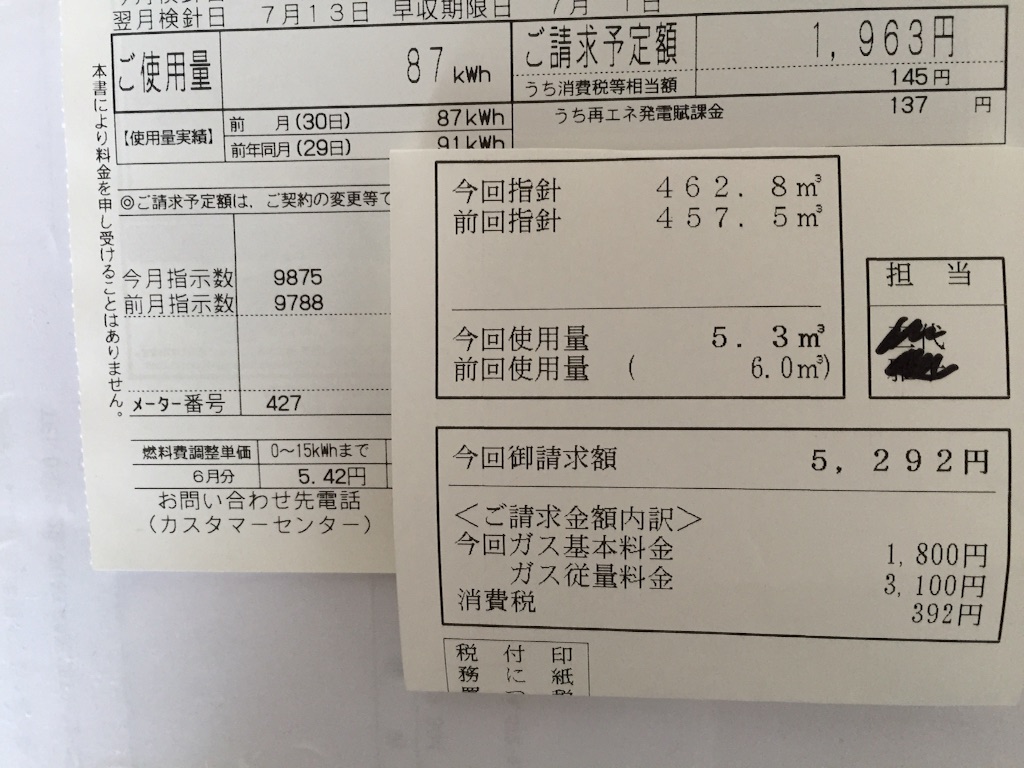 翌月検針日 7月13日 早収期限日 7月 1日
ご使用量 87 kWh
ご請求予定額 1,963円
うち消費税等相当額 145円
うち再エネ発電賦課金 137 円
【使用量実績】
前 月(30日) 87kWh
前年同月(29日) 91kWh
◎ご請求予定額は、ご契約の変更等で
今月指示数 9875
前月指示数 9788
メーター番号 427
燃料費調整単価 0〜15kWhまで
6月分 5.42円
お問い合わせ先電話
(カスタマーセンター)
本書により料金を申し受けることはありません。
今回指針 462.8m³
前回指針 457.5m³
今回使用量 5.3m³
前回使用量 ( 6.0m³)
担 当
今回御請求額 5,292円
<ご請求金額内訳>
今回ガス基本料金 1,800円
ガス従量料金 3,100円
消費税 392円
税 付 印
務 に 紙